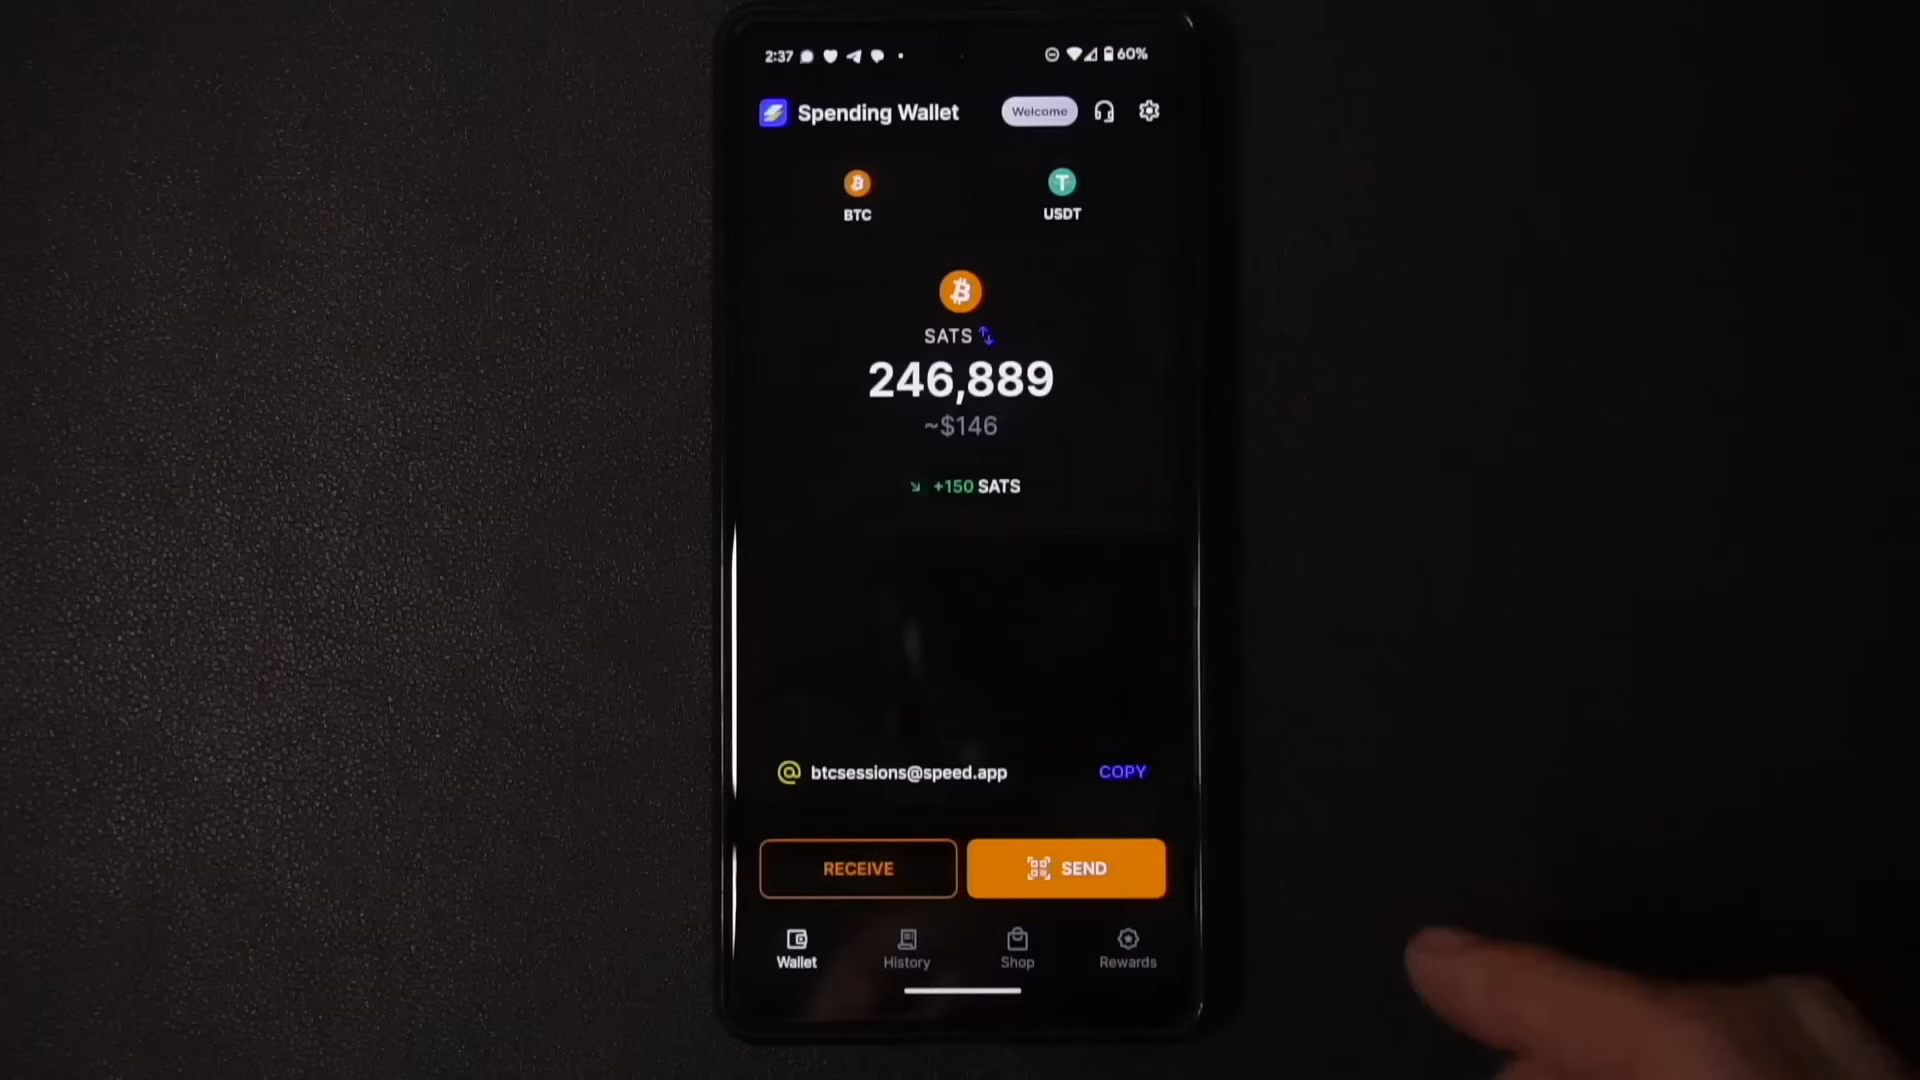 2:37 60%
Spending Wallet Welcome
BTC USDT
SATS
246,889
~$146
+150 SATS
@ btcsessions@speed.app COPY
RECEIVE SEND
Wallet History Shop Rewards